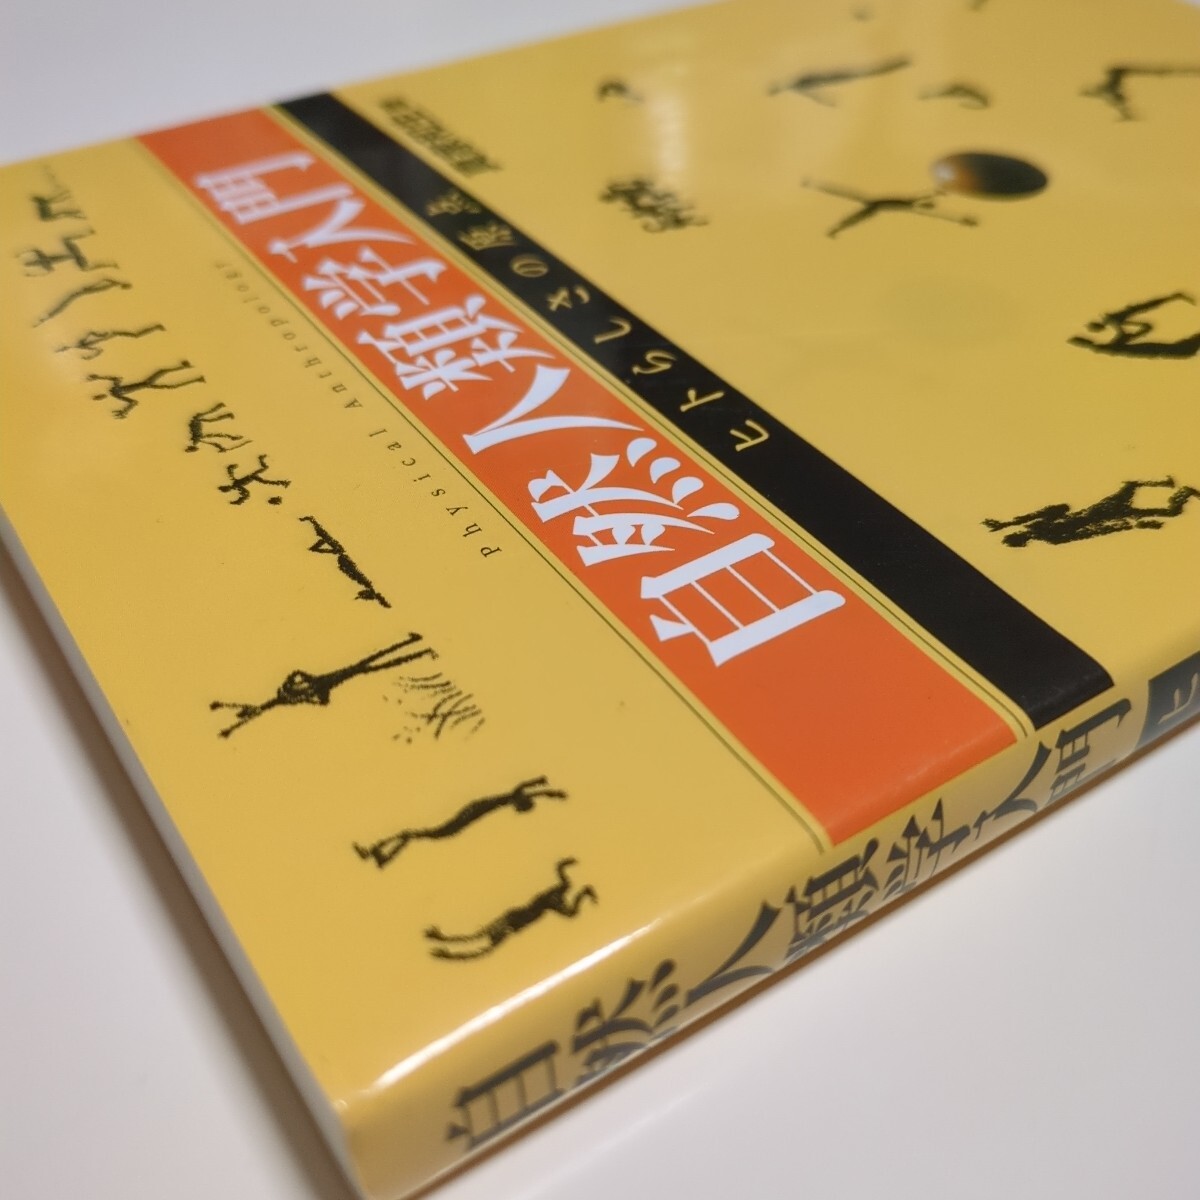 自然人類学入門
ヒトらしさの原点
Physical Anthropology
自然人類学入門
ヒ